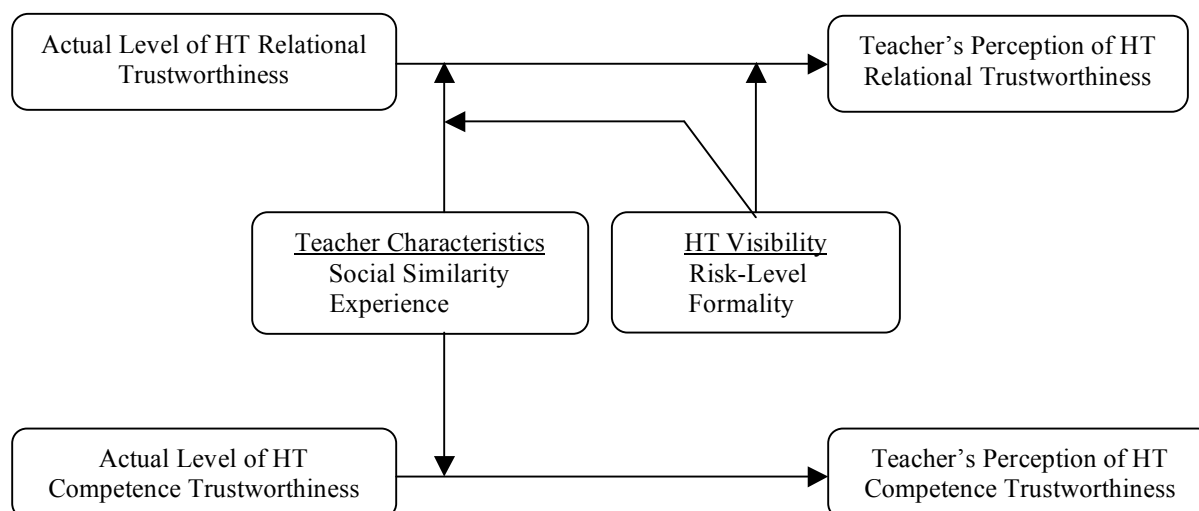 Actual Level of HT Relational
Trustworthiness
Teacher’s Perception of HT
Relational Trustworthiness
Teacher Characteristics
Social Similarity
Experience
HT Visibility
Risk-Level
Formality
Actual Level of HT
Competence Trustworthiness
Teacher’s Perception of HT
Competence Trustworthiness